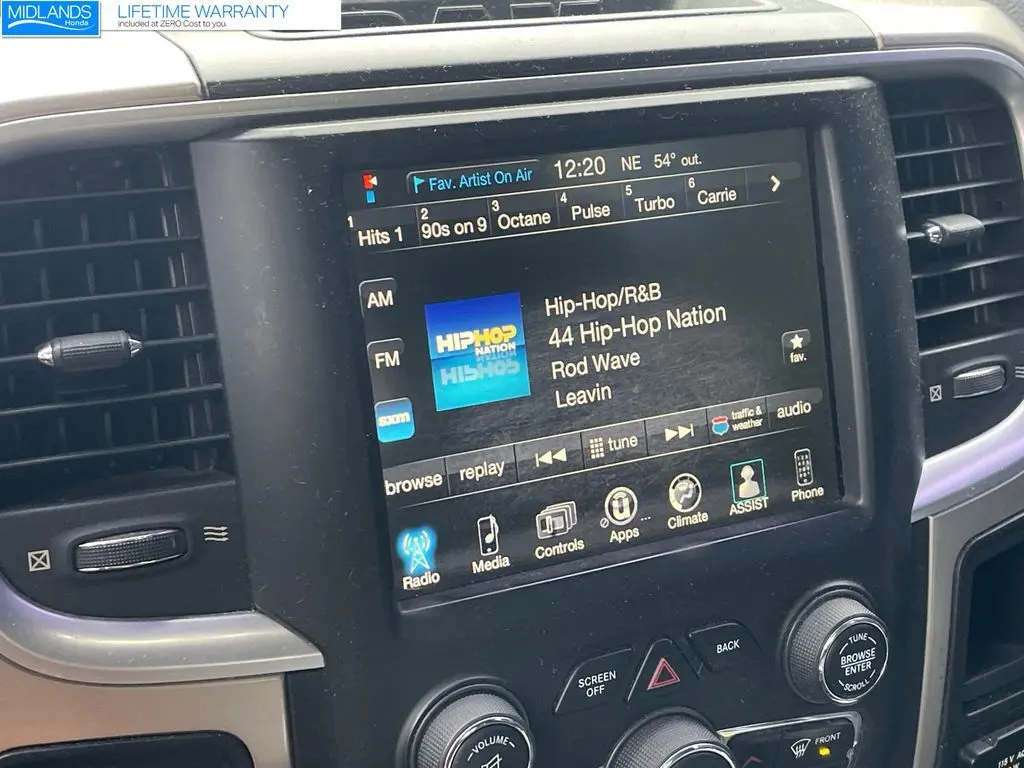 MIDLANDS
Honda
LIFETIME WARRANTY
included at ZERO Cost to you.
Fav. Artist On Air
12:20 NE 54° out.
1 Hits 1
2 90s on 9
3 Octane
4 Pulse
5 Turbo
6 Carrie
AM
FM
sxm
HIPHOP
NATION
Hip-Hop/R&B
44 Hip-Hop Nation
Rod Wave
Leavin
fav.
browse
replay
tune
traffic &
weather
audio
Radio
Media
Controls
Apps
Climate
ASSIST
Phone
SCREEN
OFF
BACK
TUNE
BROWSE
ENTER
SCROLL
VOLUME
FRONT